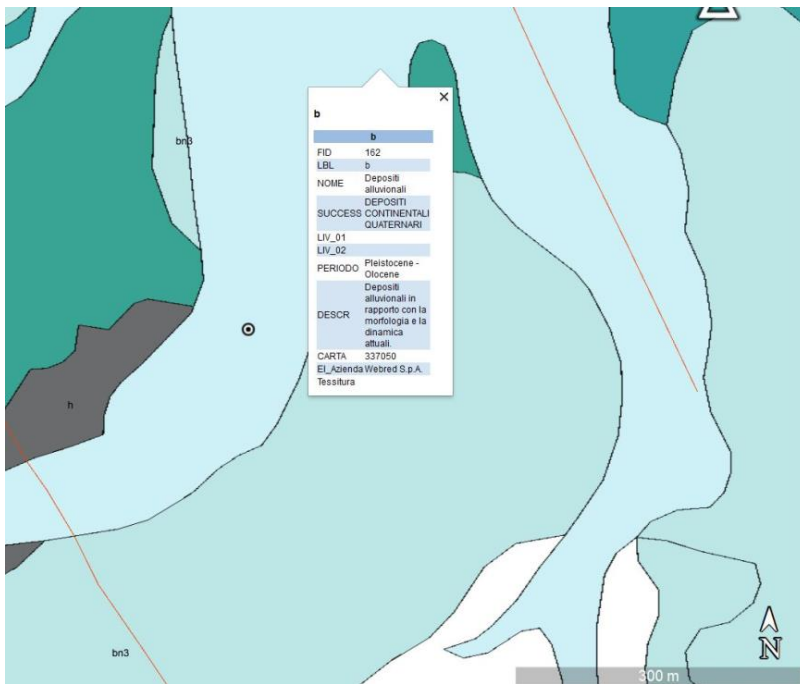 bn3
b
b
FID 162
LBL b
NOME Depositi
alluvionali
SUCCESS DEPOSITI
CONTINENTALI
QUATERNARI
LIV_01
LIV_02
PERIODO Pleistocene -
Olocene
DESCR Depositi
alluvionali in
rapporto con la
morfologia e la
dinamica
attuali.
CARTA 337050
El_Azienda Webred S.p.A.
Tessitura
h
bn3
N
300 m